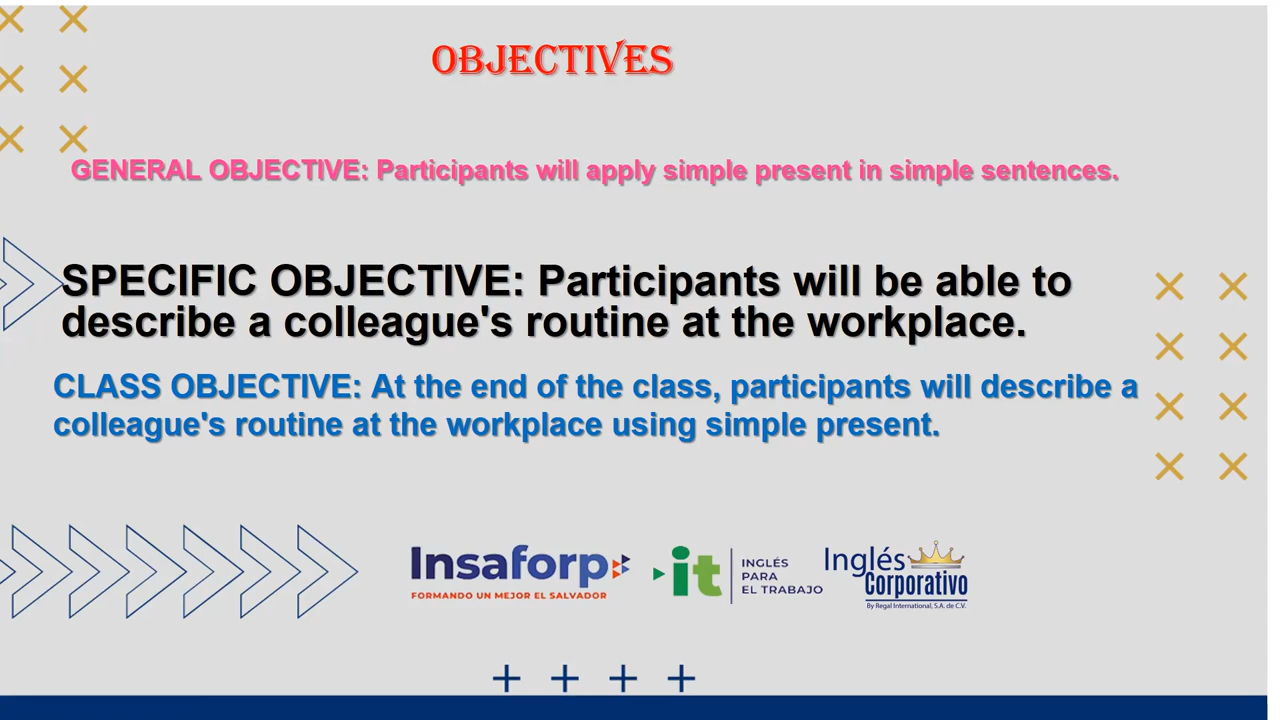 OBJECTIVES
GENERAL OBJECTIVE: Participants will apply simple present in simple sentences.
SPECIFIC OBJECTIVE: Participants will be able to
describe a colleague's routine at the workplace.
CLASS OBJECTIVE: At the end of the class, participants will describe a
colleague's routine at the workplace using simple present.
Insaforp
FORMANDO UN MEJOR EL SALVADOR
it
INGLÉS
PARA
EL TRABAJO
Inglés
Corporativo
By Regal International, S.A. de C.V.